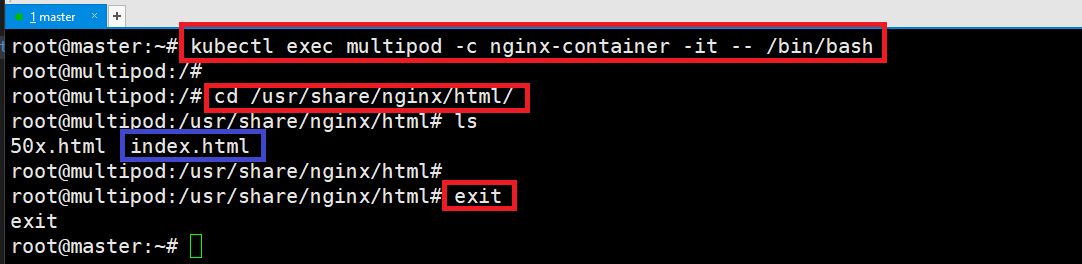 1 master × +
root@master:~# kubectl exec multipod -c nginx-container -it -- /bin/bash
root@multipod:/#
root@multipod:/# cd /usr/share/nginx/html/
root@multipod:/usr/share/nginx/html# ls
50x.html index.html
root@multipod:/usr/share/nginx/html#
root@multipod:/usr/share/nginx/html# exit
exit
root@master:~#